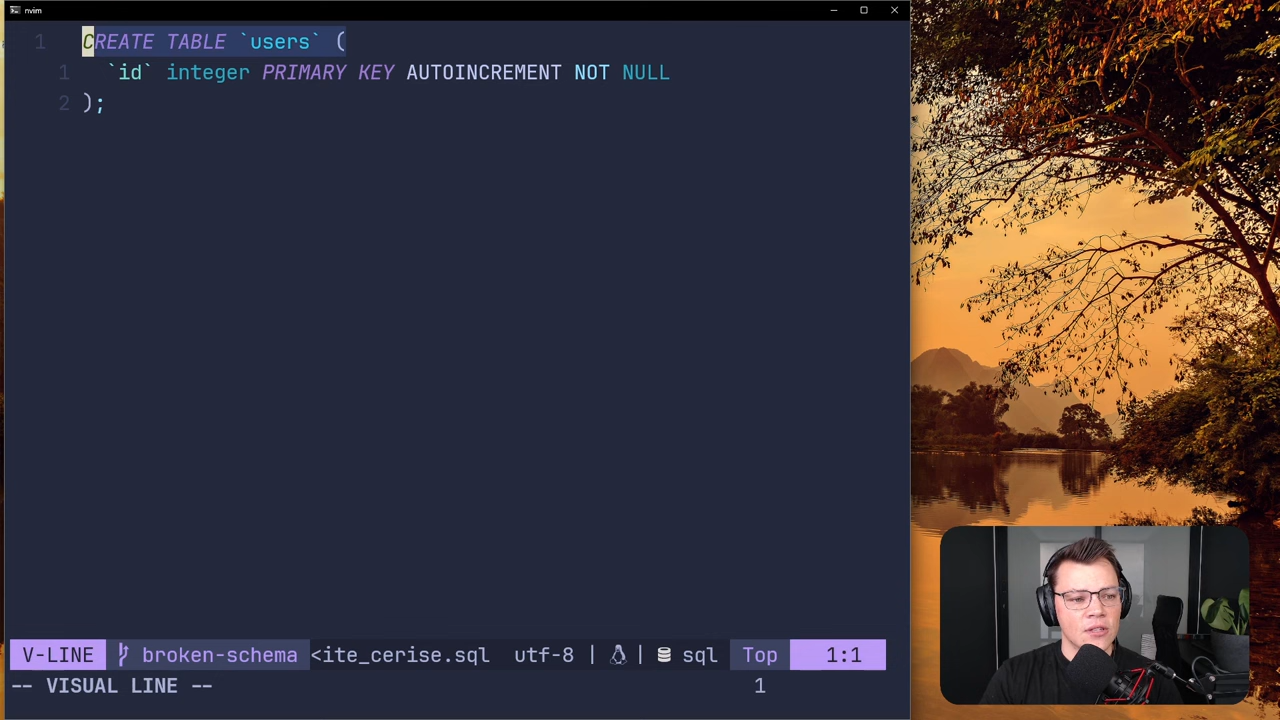 nvim
1 CREATE TABLE `users` (
1 `id` integer PRIMARY KEY AUTOINCREMENT NOT NULL
2 );
V-LINE broken-schema <ite_cerise.sql utf-8 | | sql Top 1:1
-- VISUAL LINE -- 1